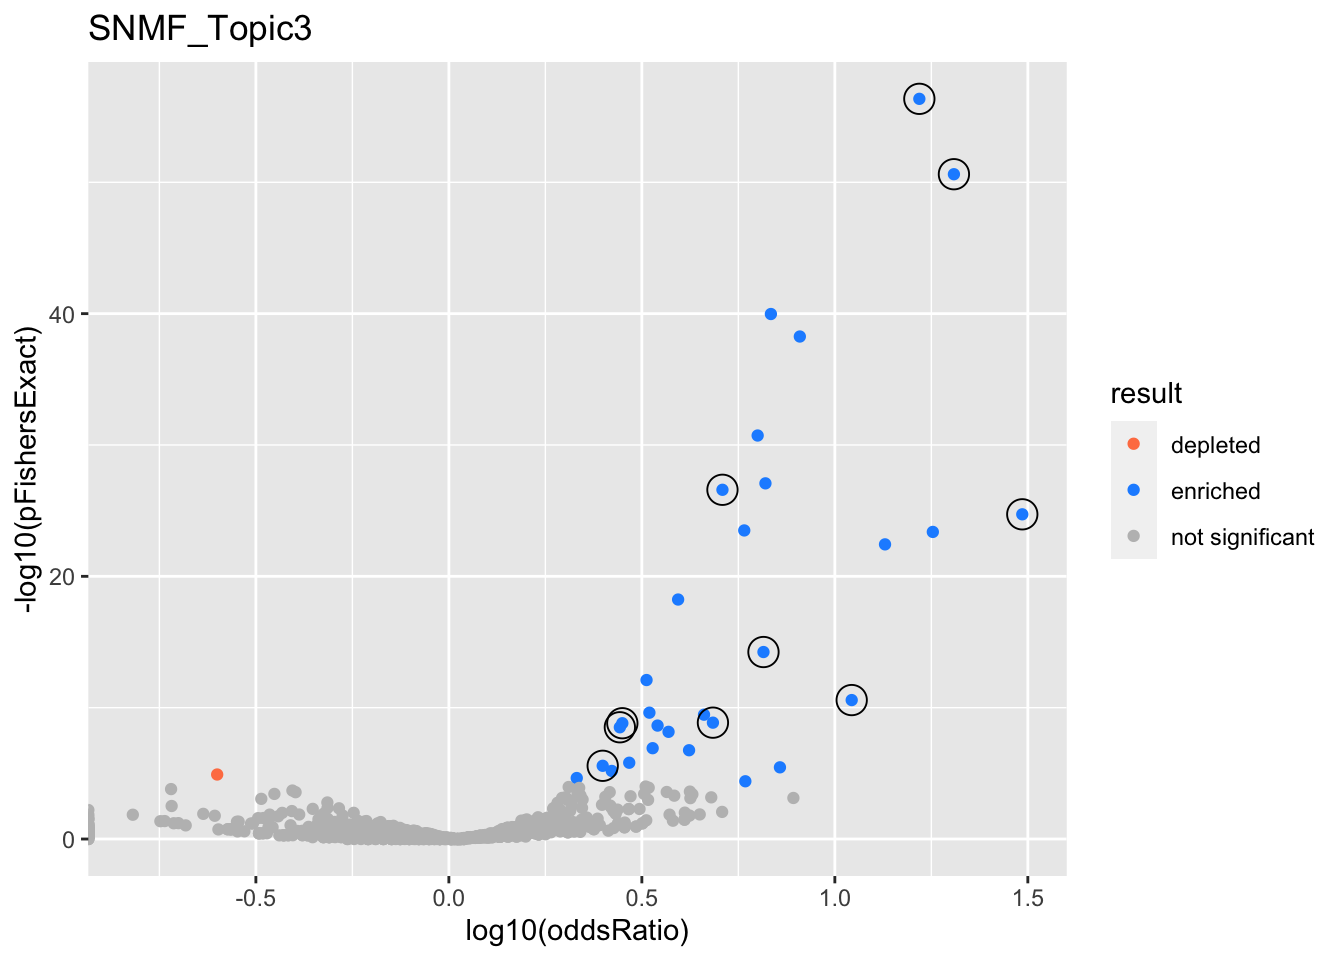 SNMF_Topic3
-log10(pFishersExact)
40
20
0
-0.5
0.0
0.5
1.0
1.5
log10(oddsRatio)
result
depleted
enriched
not significant